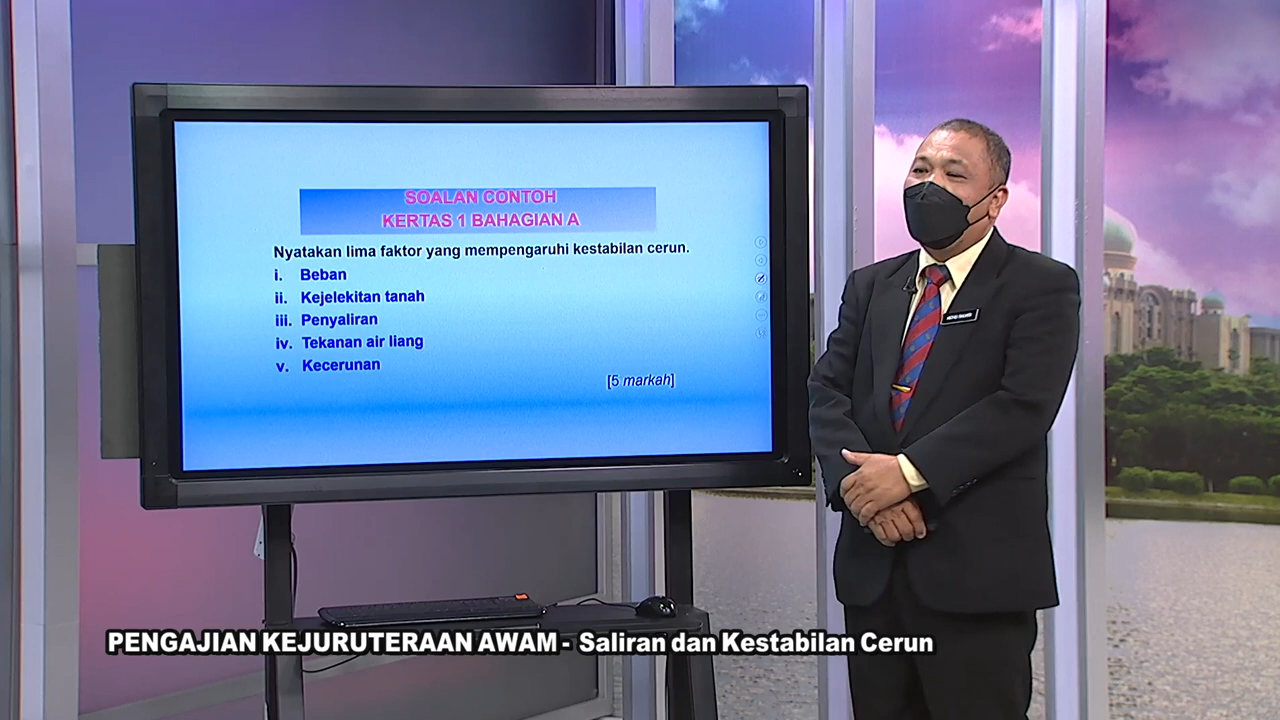 SOALAN CONTOH
KERTAS 1 BAHAGIAN A
Nyatakan lima faktor yang mempengaruhi kestabilan cerun.
i. Beban
ii. Kejelekitan tanah
iii. Penyaliran
iv. Tekanan air liang
v. Kecerunan
[5 markah]
PENGAJIAN KEJURUTERAAN AWAM - Saliran dan Kestabilan Cerun